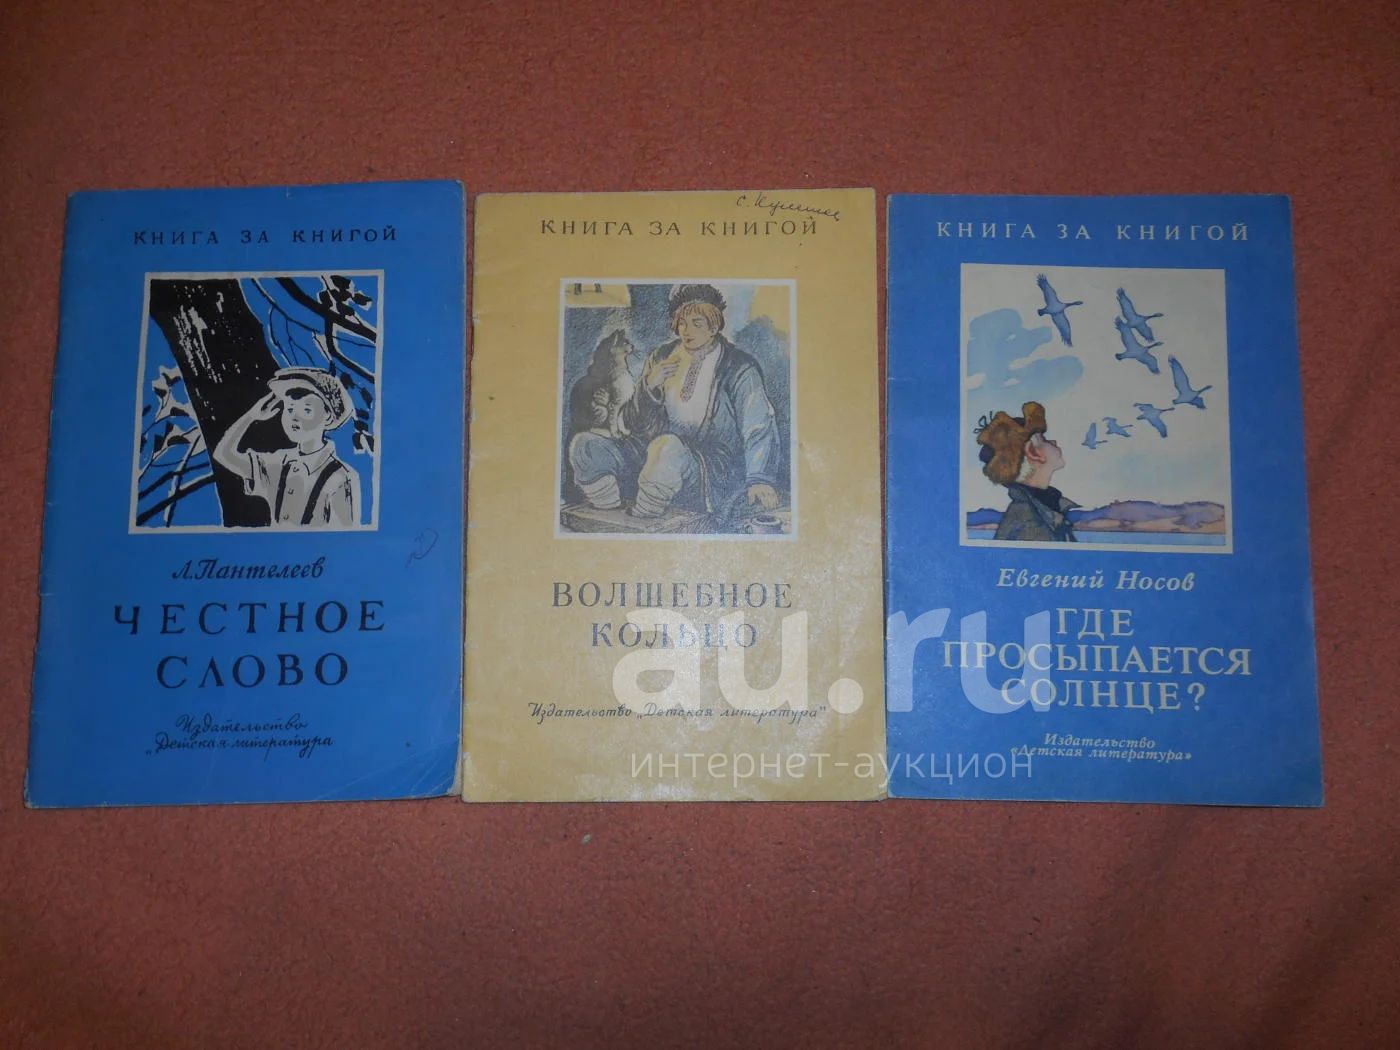 КНИГА ЗА КНИГОЙ
Л. Пантелеев
ЧЕСТНОЕ
СЛОВО
Издательство
„Детская литература
С.
КНИГА ЗА КНИГОЙ
ВОЛШЕБНОЕ
КОЛЬЦО
Издательство „Детская литература"
КНИГА ЗА КНИГОЙ
Евгений Носов
ГДЕ
ПРОСЫПАЕТСЯ
СОЛНЦЕ?
Издательство
«Детская литература»
au.ru
интернет-аукцион